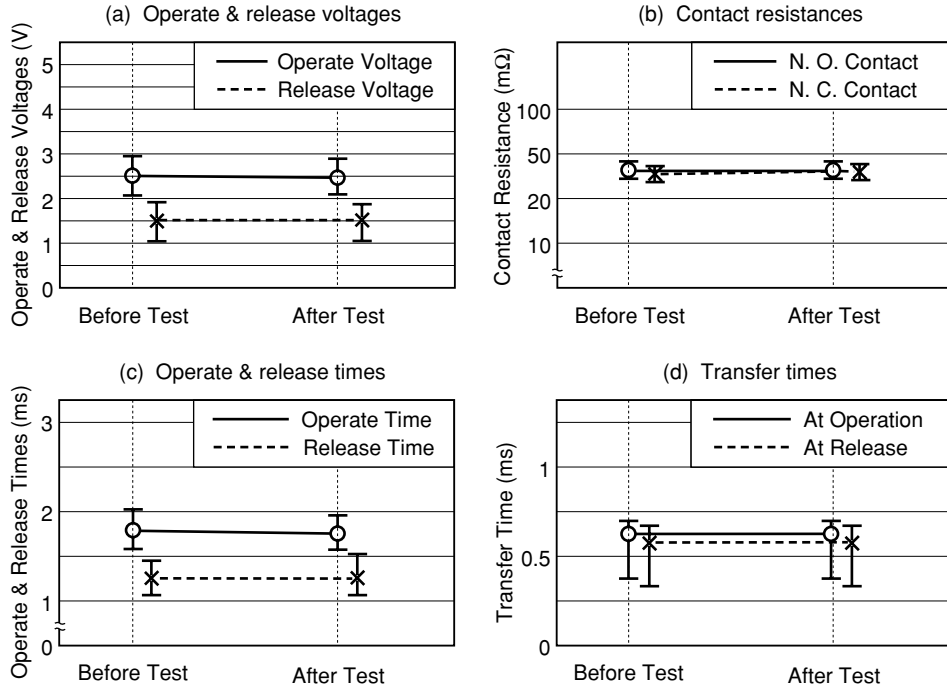 (a) Operate & release voltages
Operate & Release Voltages (V)
5
4
3
2
1
0
Operate Voltage
Release Voltage
Before Test
After Test
(b) Contact resistances
Contact Resistance (mΩ)
100
50
20
10
N. O. Contact
N. C. Contact
Before Test
After Test
(c) Operate & release times
Operate & Release Times (ms)
3
2
1
0
Operate Time
Release Time
Before Test
After Test
(d) Transfer times
Transfer Time (ms)
1
0.5
0
At Operation
At Release
Before Test
After Test